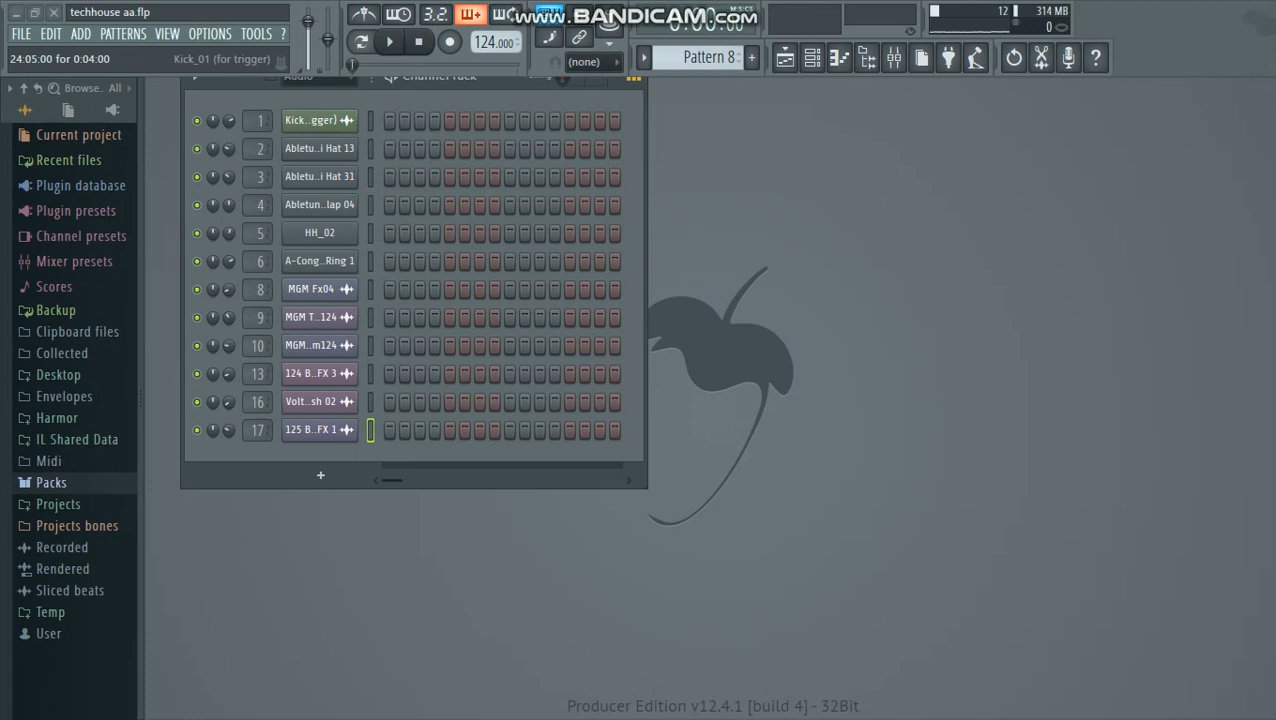 techhouse aa.flp
www.BANDICAM.com
3.2
12
314 MB
0
FILE EDIT ADD PATTERNS VIEW OPTIONS TOOLS ?
124.000
24:05:00 for 0:04:00
Kick_01 (for trigger)
(none)
Pattern 8
?
Browse.. All
Current project
Recent files
Plugin database
Plugin presets
Channel presets
Mixer presets
Scores
Backup
Clipboard files
Collected
Desktop
Envelopes
Harmor
IL Shared Data
Midi
Packs
Projects
Projects bones
Recorded
Rendered
Sliced beats
Temp
User
1 Kick..gger)
2 Abletu..i Hat 13
3 Abletu..i Hat 31
4 Abletun..lap 04
5 HH_02
6 A-Cong..Ring 1
8 MGM Fx04
9 MGM T..124
10 MGM..m124
13 124 B..FX 3
16 Volt..sh 02
17 125 B..FX 1
+
Producer Edition v12.4.1 [build 4] - 32Bit